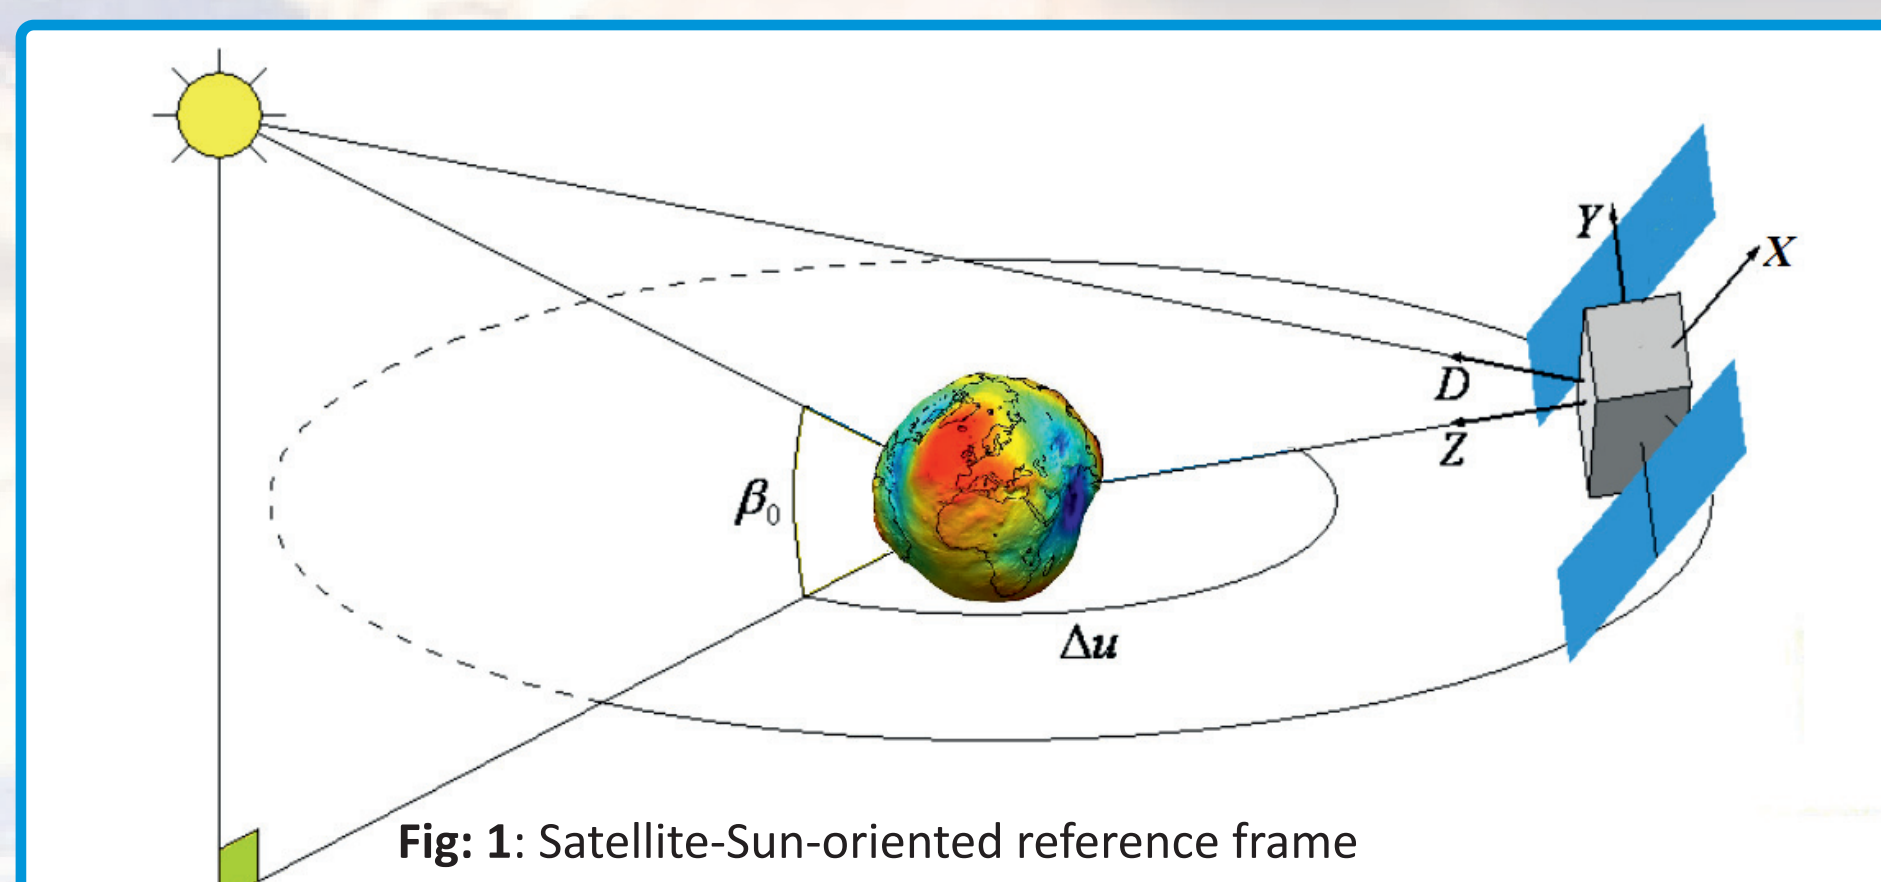 Y
X
D
Z
β₀
Δu
Fig: 1: Satellite-Sun-oriented reference frame